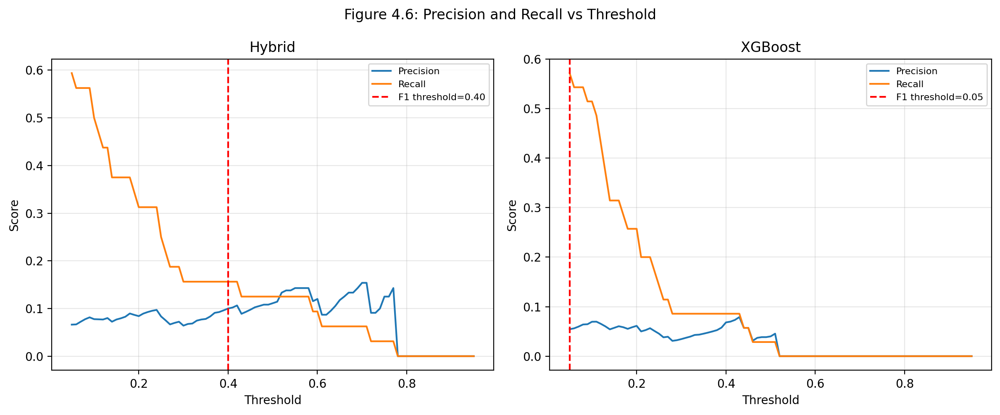 Figure 4.6: Precision and Recall vs Threshold
Hybrid
Precision
Recall
F1 threshold=0.40
0.6
0.5
0.4
0.3
0.2
0.1
0.0
Score
0.2
0.4
0.6
0.8
Threshold
XGBoost
Precision
Recall
F1 threshold=0.05
0.6
0.5
0.4
0.3
0.2
0.1
0.0
Score
0.2
0.4
0.6
0.8
Threshold